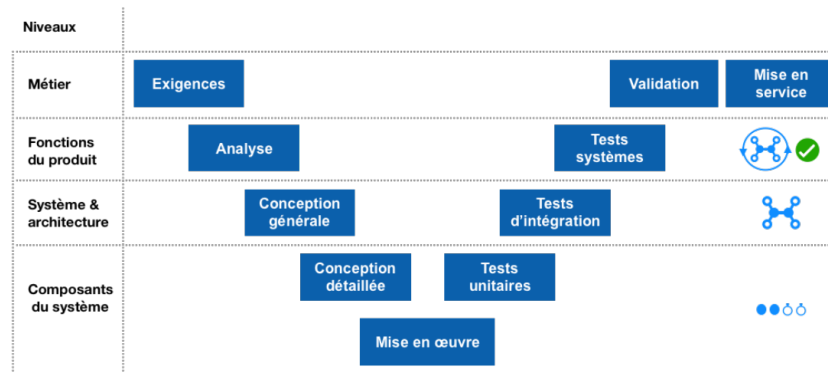 Niveaux
Métier
Exigences
Validation
Mise en
service
Fonctions
du produit
Analyse
Tests
systèmes
Système &
architecture
Conception
générale
Tests
d'intégration
Composants
du système
Conception
détaillée
Tests
unitaires
Mise en œuvre